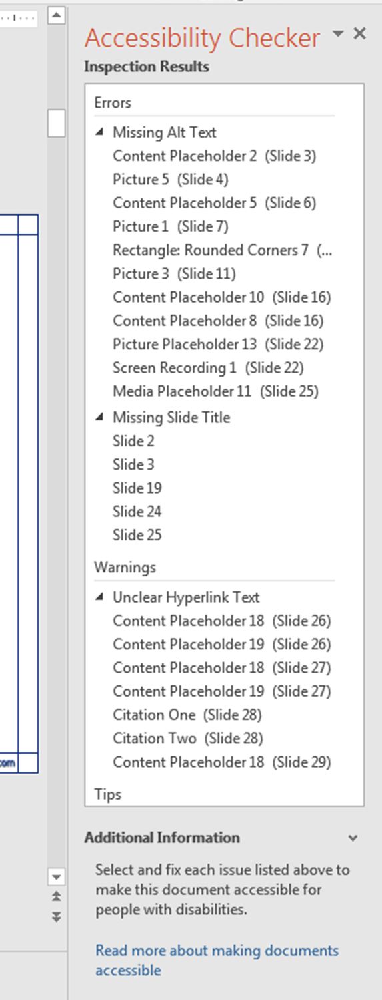 Accessibility Checker
Inspection Results
Errors
Missing Alt Text
Content Placeholder 2 (Slide 3)
Picture 5 (Slide 4)
Content Placeholder 5 (Slide 6)
Picture 1 (Slide 7)
Rectangle: Rounded Corners 7 (...
Picture 3 (Slide 11)
Content Placeholder 10 (Slide 16)
Content Placeholder 8 (Slide 16)
Picture Placeholder 13 (Slide 22)
Screen Recording 1 (Slide 22)
Media Placeholder 11 (Slide 25)
Missing Slide Title
Slide 2
Slide 3
Slide 19
Slide 24
Slide 25
Warnings
Unclear Hyperlink Text
Content Placeholder 18 (Slide 26)
Content Placeholder 19 (Slide 26)
Content Placeholder 18 (Slide 27)
Content Placeholder 19 (Slide 27)
Citation One (Slide 28)
Citation Two (Slide 28)
Content Placeholder 18 (Slide 29)
Tips
Additional Information
Select and fix each issue listed above to
make this document accessible for
people with disabilities.
Read more about making documents
accessible